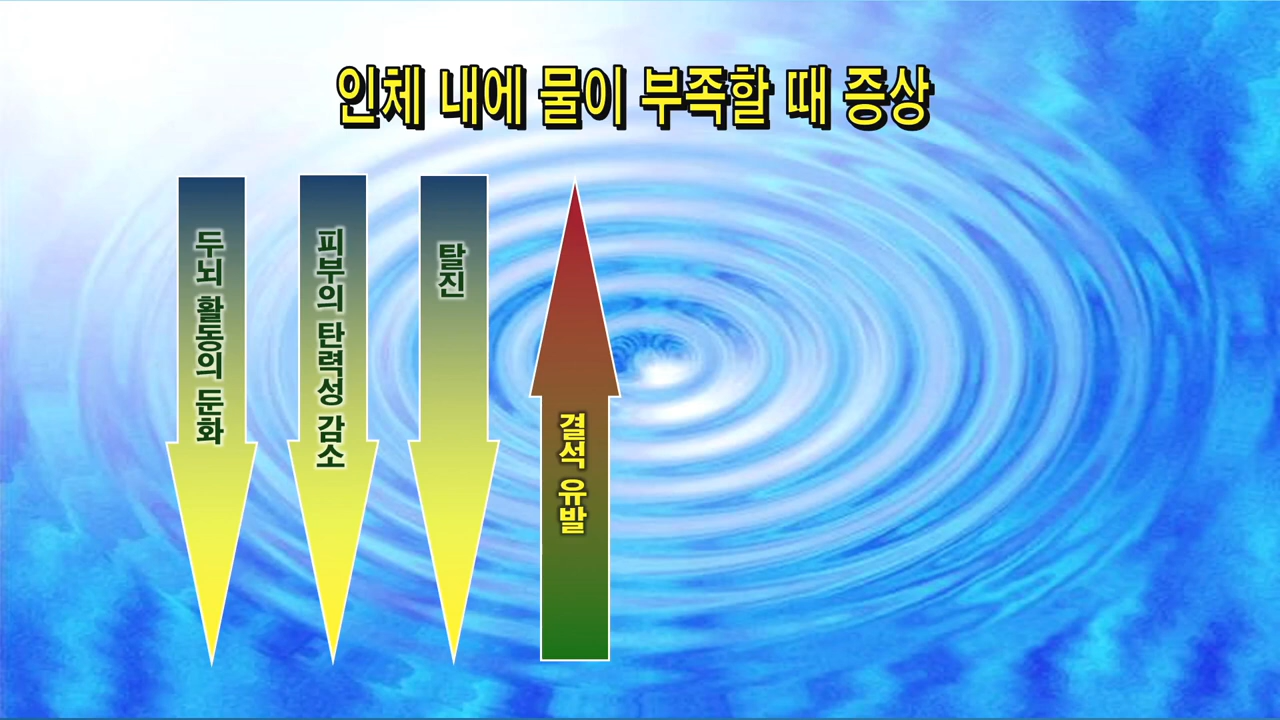 인체 내에 물이 부족할 때 증상
두뇌 활동의 둔화
피부의 탄력성 감소
탈진
결석 유발